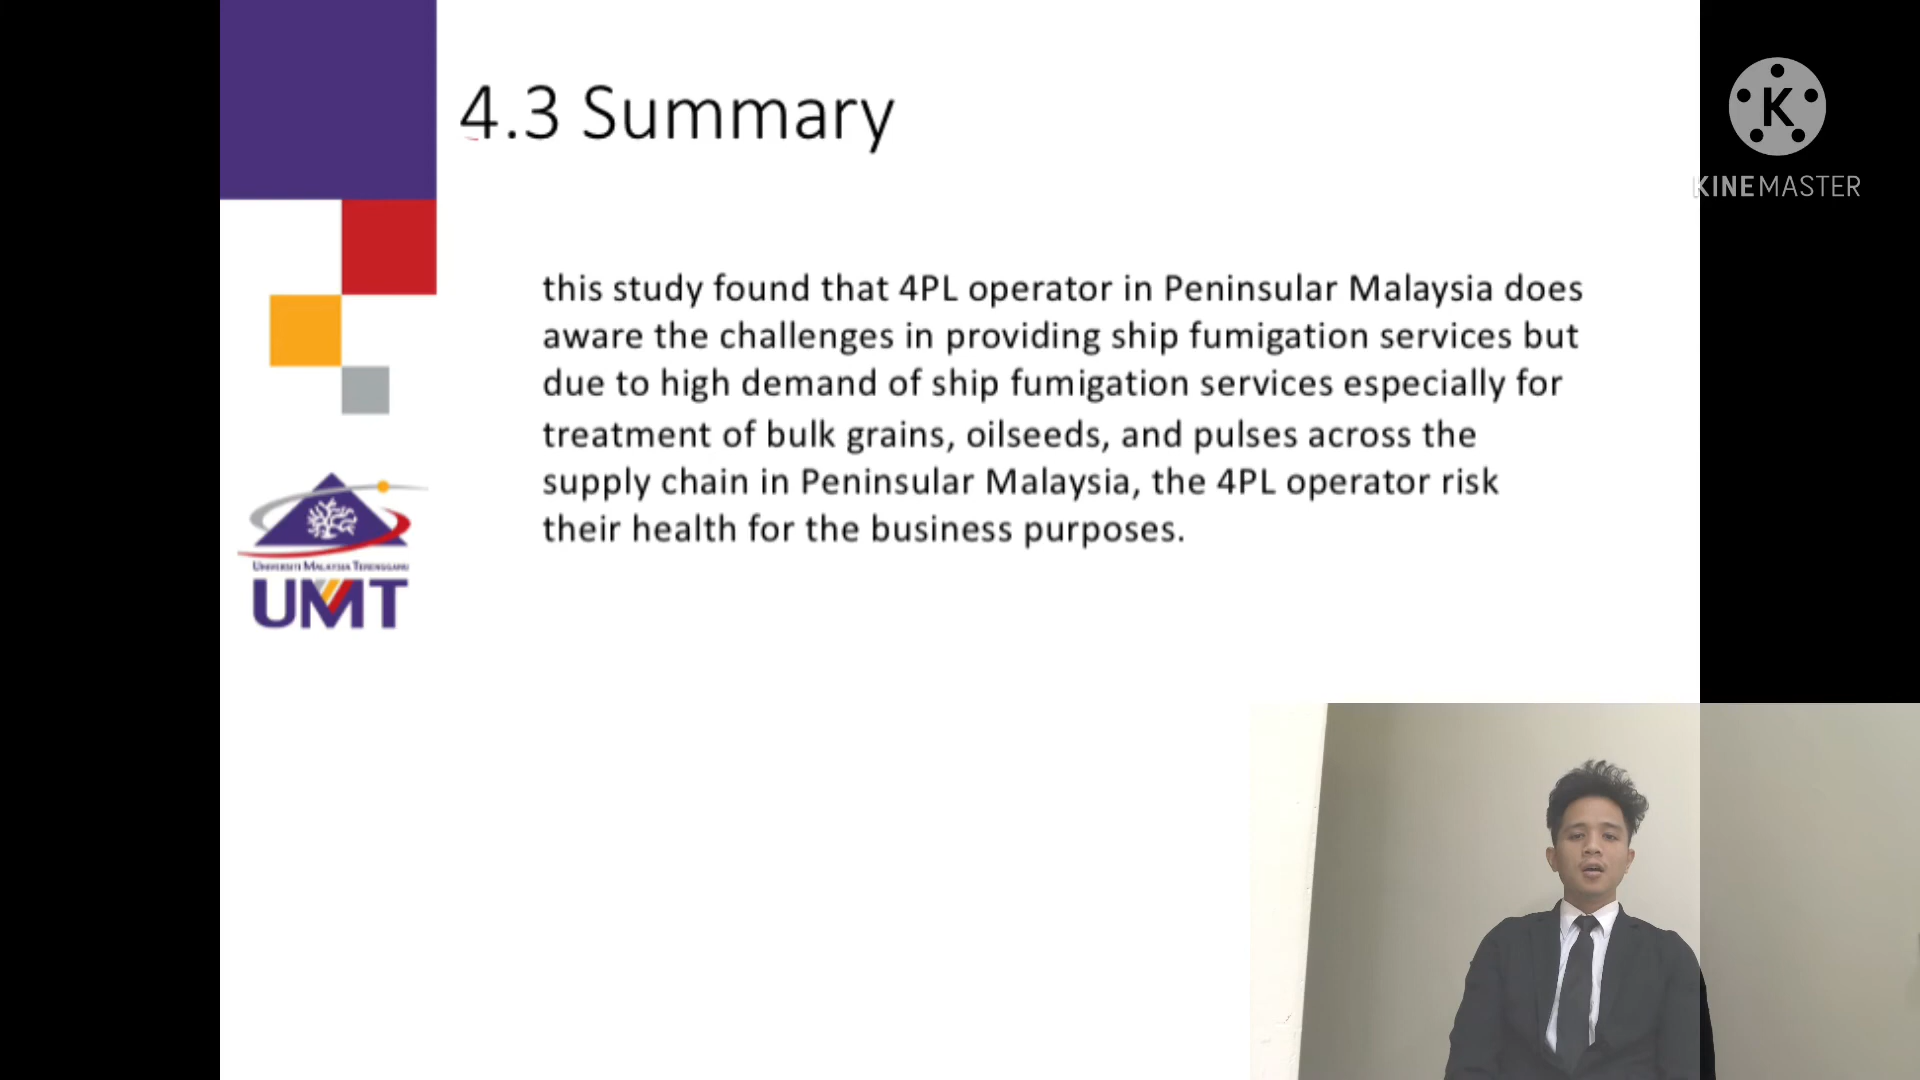 4.3 Summary
KINEMASTER
this study found that 4PL operator in Peninsular Malaysia does
aware the challenges in providing ship fumigation services but
due to high demand of ship fumigation services especially for
treatment of bulk grains, oilseeds, and pulses across the
supply chain in Peninsular Malaysia, the 4PL operator risk
their health for the business purposes.
UNIVERSITI MALAYSIA TERENGGANU
UMT